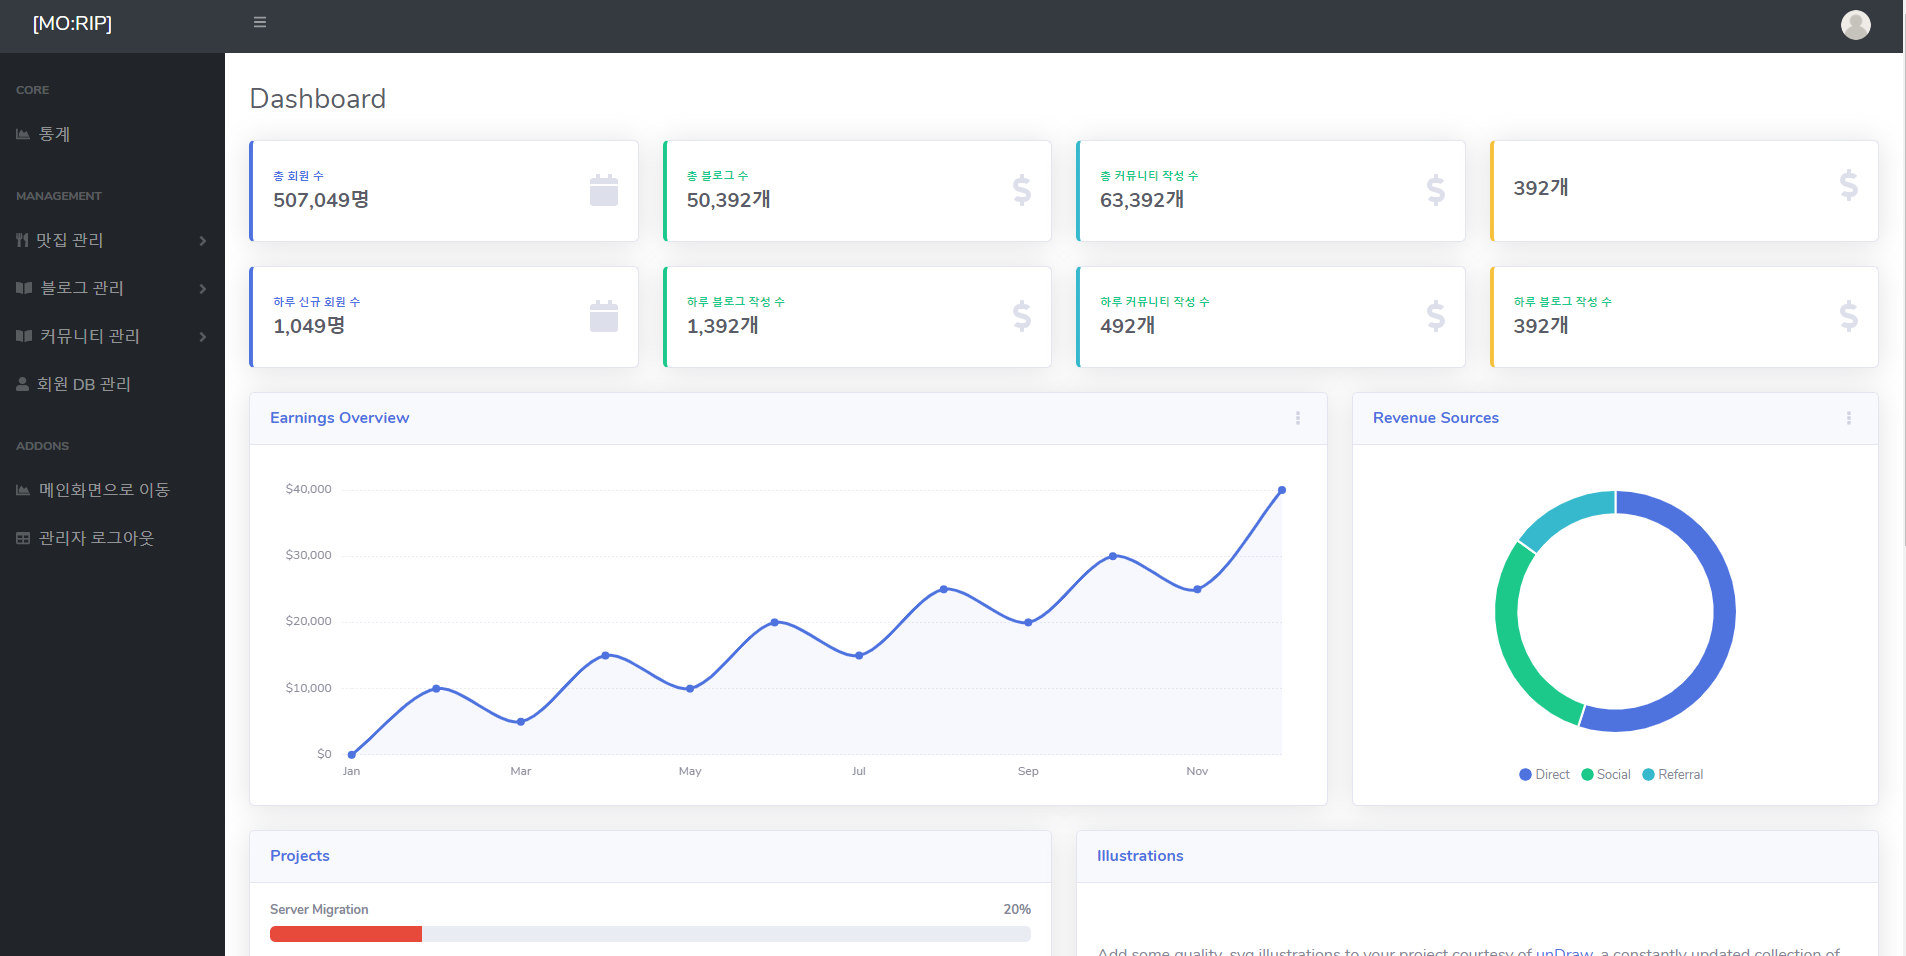 [MO:RIP]
CORE
통계
MANAGEMENT
맛집 관리
블로그 관리
커뮤니티 관리
회원 DB 관리
ADDONS
메인화면으로 이동
관리자 로그아웃
Dashboard
총 회원 수
507,049명
총 블로그 수
50,392개
총 커뮤니티 작성 수
63,392개
392개
하루 신규 회원 수
1,049명
하루 블로그 작성 수
1,392개
하루 커뮤니티 작성 수
492개
하루 블로그 작성 수
392개
Earnings Overview
$40,000
$30,000
$20,000
$10,000
$0
Jan Mar May Jul Sep Nov
Revenue Sources
Direct Social Referral
Projects
Server Migration 20%
Illustrations
Add some quality, svg illustrations to your project courtesy of unDraw, a constantly updated collection of